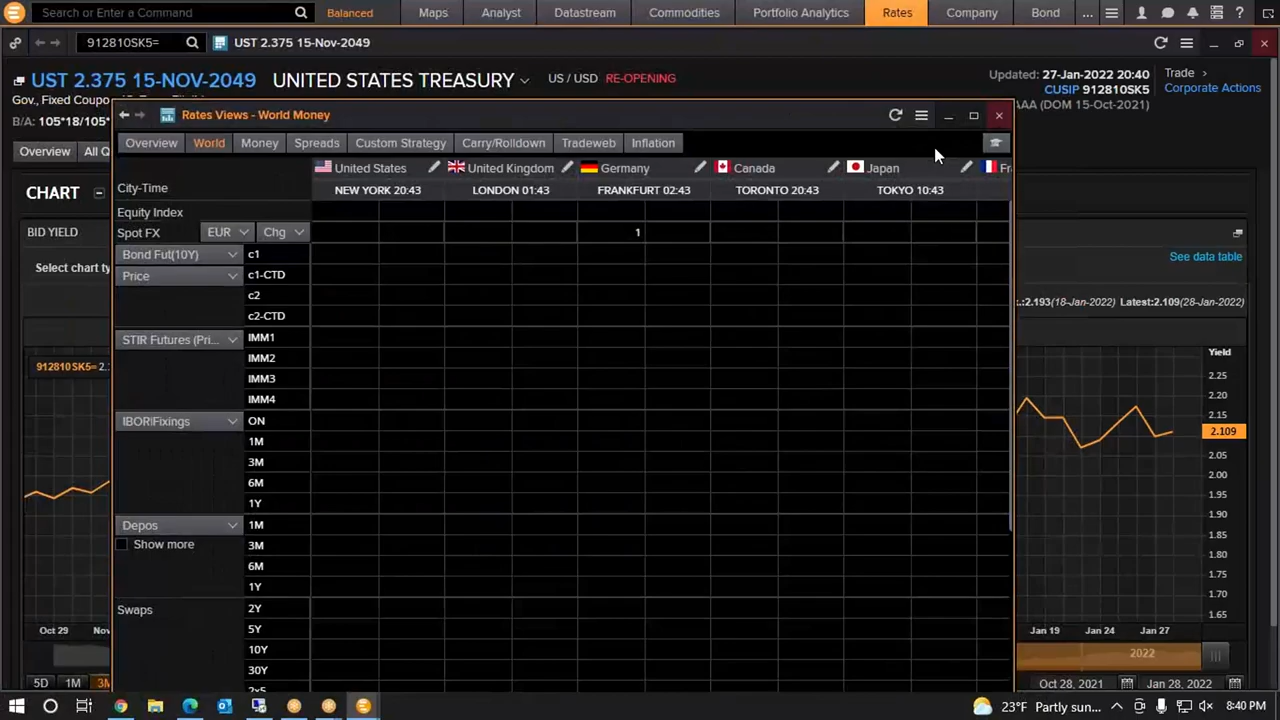 Search or Enter a Command Balanced Maps Analyst Datastream Commodities Portfolio Analytics Rates Company Bond ... ?
912810SK5= UST 2.375 15-Nov-2049
UST 2.375 15-NOV-2049 UNITED STATES TREASURY US / USD RE-OPENING
Updated: 27-Jan-2022 20:40 Trade
CUSIP 912810SK5 Corporate Actions
Gov., Fixed Coupo
AAA (DOM 15-Oct-2021)
B/A: 105*18/105*
Rates Views - World Money
Overview All Q
Overview World Money Spreads Custom Strategy Carry/Rolldown Tradeweb Inflation
United States United Kingdom Germany Canada Japan Fr
City-Time NEW YORK 20:43 LONDON 01:43 FRANKFURT 02:43 TORONTO 20:43 TOKYO 10:43
CHART
Equity Index
BID YIELD
Spot FX EUR Chg 1
Bond Fut(10Y) c1
See data table
Select chart ty
Price c1-CTD
c2
.:2.193(18-Jan-2022) Latest:2.109(28-Jan-2022)
c2-CTD
STIR Futures (Pri... IMM1
Yield
IMM2
912810SK5= 2.
2.25
IMM3
2.20
IMM4
2.15
IBOR|Fixings ON
2.109
1M
2.05
3M
2.00
6M
1.95
1Y
1.90
Depos 1M
1.85
Show more 3M
1.80
6M
1.75
1Y
1.70
Swaps 2Y
1.65
5Y
Oct 29 Nov Jan 19 Jan 24 Jan 27
10Y
2022
30Y
5D 1M 3M
Oct 28, 2021 Jan 28, 2022
2x5
23°F Partly sun... 8:40 PM